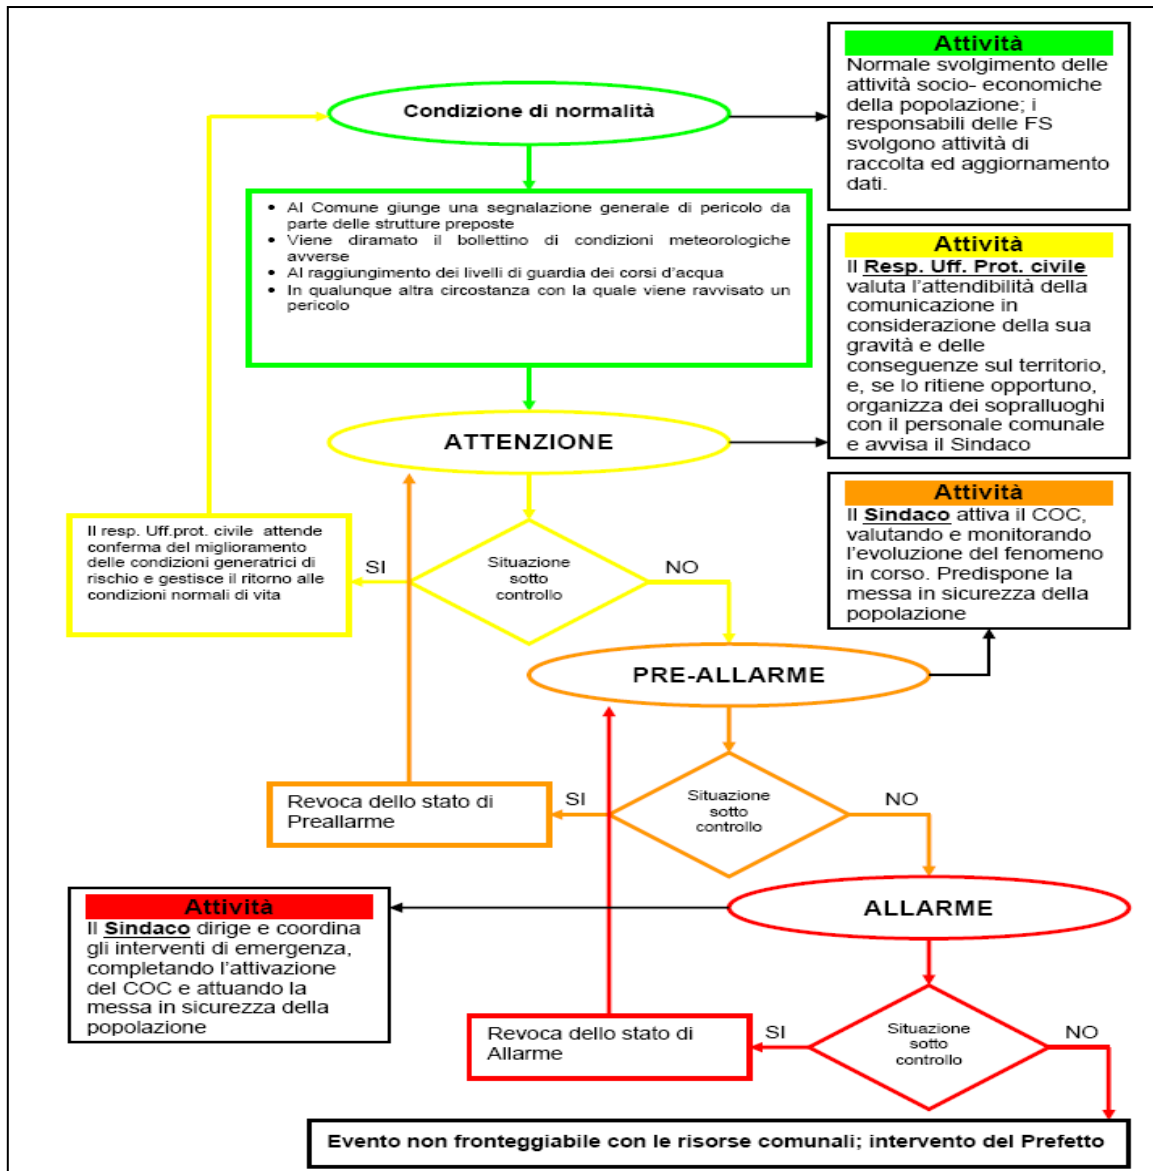 Condizione di normalità
Attività
Normale svolgimento delle
attività socio- economiche
della popolazione; i
responsabili delle FS
svolgono attività di
raccolta ed aggiornamento
dati.
• Al Comune giunge una segnalazione generale di pericolo da
parte delle strutture preposte
• Viene diramato il bollettino di condizioni meteorologiche
avverse
• Al raggiungimento dei livelli di guardia dei corsi d'acqua
• In qualunque altra circostanza con la quale viene ravvisato un
pericolo
Attività
Il Resp. Uff. Prot. civile
valuta l'attendibilità della
comunicazione in
considerazione della sua
gravità e delle
conseguenze sul territorio,
e, se lo ritiene opportuno,
organizza dei sopralluoghi
con il personale comunale
e avvisa il Sindaco
ATTENZIONE
Attività
Il Sindaco attiva il COC,
valutando e monitorando
l'evoluzione del fenomeno
in corso. Predispone la
messa in sicurezza della
popolazione
Il resp. Uff.prot. civile attende
conferma del miglioramento
delle condizioni generatrici di
rischio e gestisce il ritorno alle
condizioni normali di vita
SI
Situazione
sotto
controllo
NO
PRE-ALLARME
Revoca dello stato di
Preallarme
SI
Situazione
sotto
controllo
NO
Attività
Il Sindaco dirige e coordina
gli interventi di emergenza,
completando l'attivazione
del COC e attuando la
messa in sicurezza della
popolazione
ALLARME
Revoca dello stato di
Allarme
SI
Situazione
sotto
controllo
NO
Evento non fronteggiabile con le risorse comunali; intervento del Prefetto